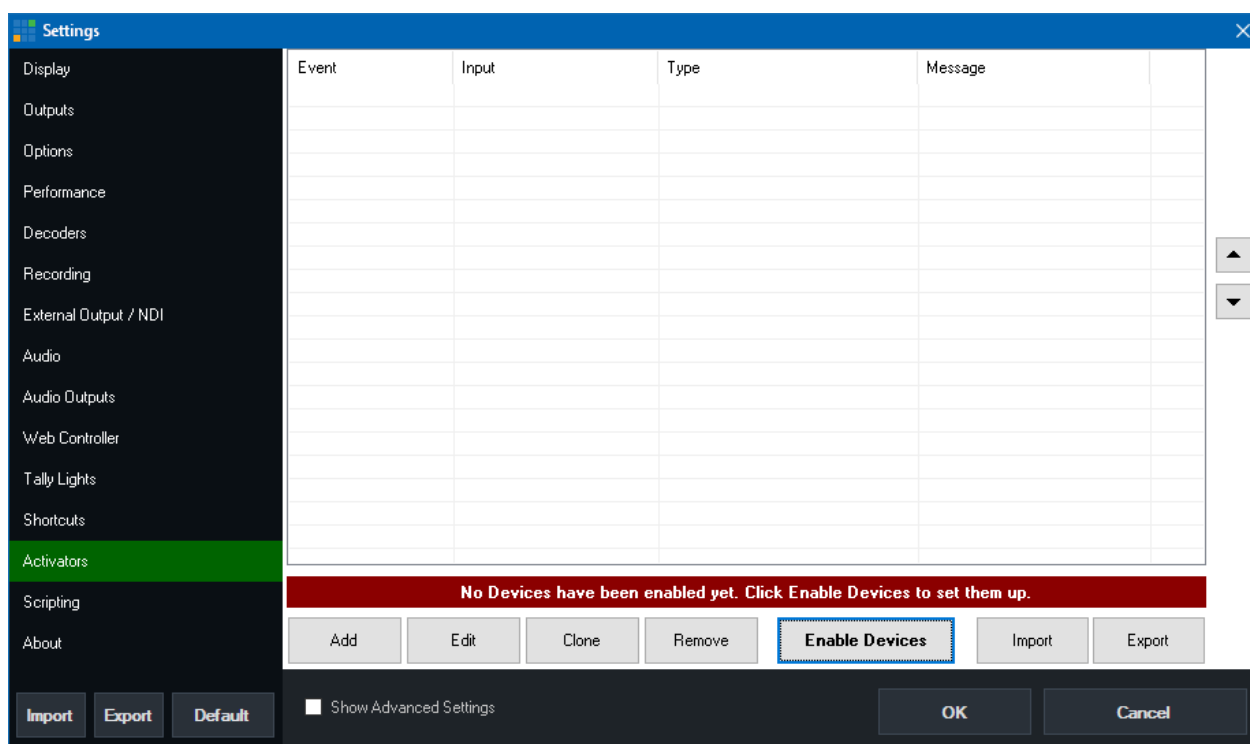 Settings
Display
Outputs
Options
Performance
Decoders
Recording
External Output / NDI
Audio
Audio Outputs
Web Controller
Tally Lights
Shortcuts
Activators
Scripting
About
Import Export Default
Event Input Type Message
No Devices have been enabled yet. Click Enable Devices to set them up.
Add Edit Clone Remove Enable Devices Import Export
Show Advanced Settings OK Cancel